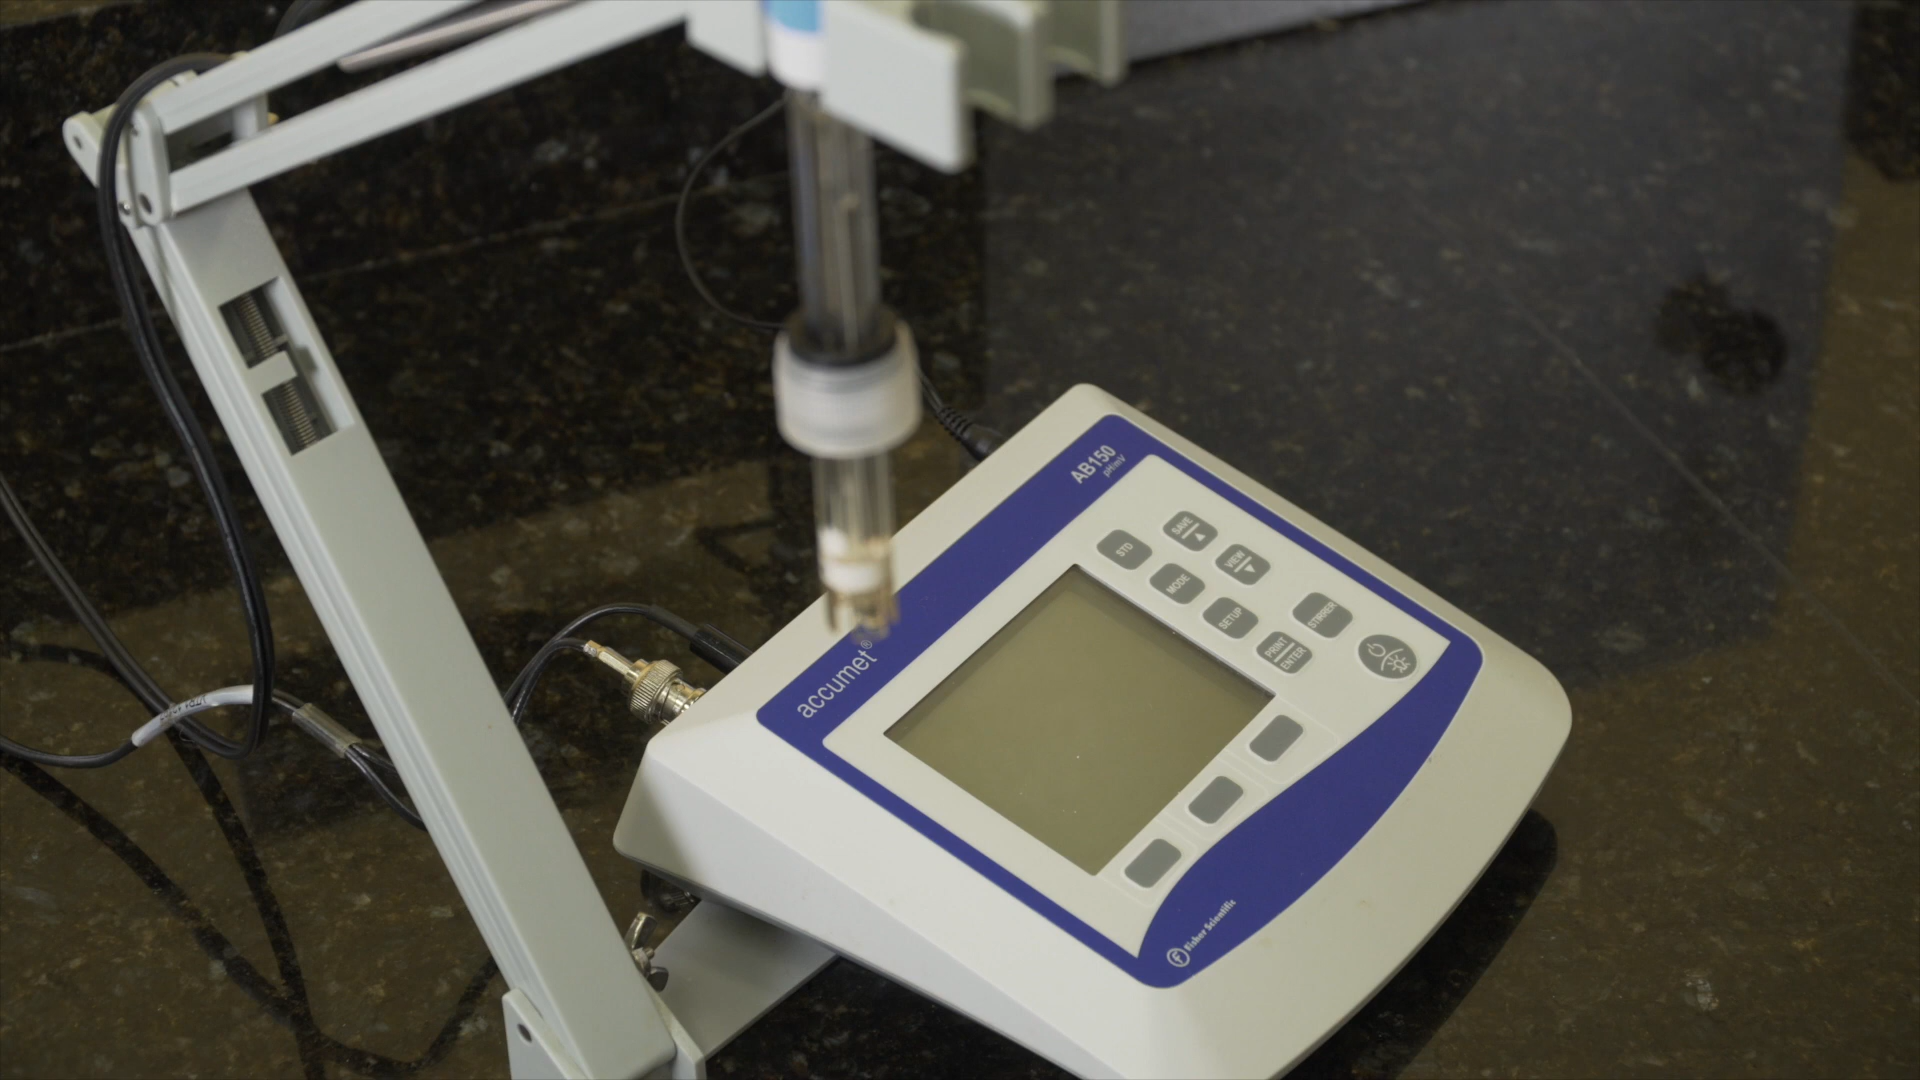 AB150
pH/mV
STD
SAVE
VIEW
MODE
SETUP
STIRRER
PRINT
ENTER
accumet®
Fisher Scientific